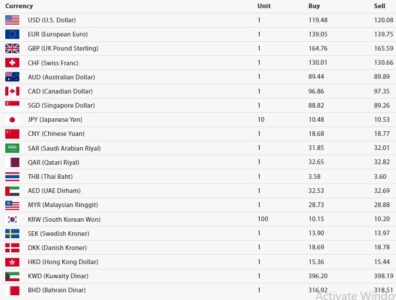 Currency Unit Buy Sell
USD (U.S. Dollar) 1 119.48 120.08
EUR (European Euro) 1 139.05 139.75
GBP (UK Pound Sterling) 1 164.76 165.59
CHF (Swiss Franc) 1 130.01 130.66
AUD (Australian Dollar) 1 89.44 89.89
CAD (Canadian Dollar) 1 96.86 97.35
SGD (Singapore Dollar) 1 88.82 89.26
JPY (Japanese Yen) 10 10.48 10.53
CNY (Chinese Yuan) 1 18.68 18.77
SAR (Saudi Arabian Riyal) 1 31.85 32.01
QAR (Qatari Riyal) 1 32.65 32.82
THB (Thai Baht) 1 3.58 3.60
AED (UAE Dirham) 1 32.53 32.69
MYR (Malaysian Ringgit) 1 28.73 28.88
KRW (South Korean Won) 100 10.15 10.20
SEK (Swedish Kroner) 1 13.90 13.97
DKK (Danish Kroner) 1 18.69 18.78
HKD (Hong Kong Dollar) 1 15.36 15.44
KWD (Kuwaity Dinar) 1 396.20 398.19
BHD (Bahrain Dinar) 1 316.92 318.51
Activate Window